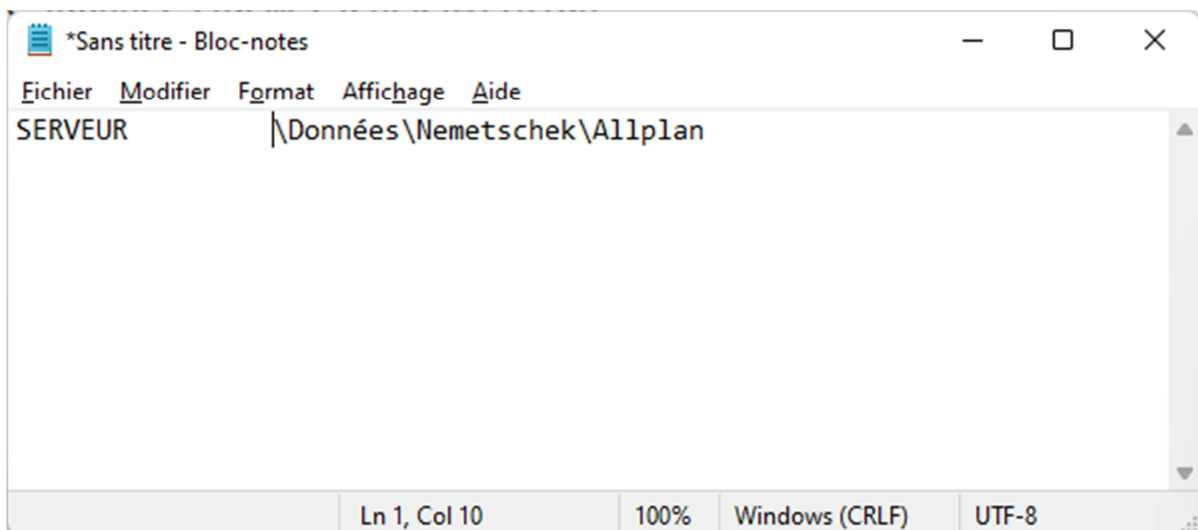 *Sans titre - Bloc-notes
Fichier Modifier Format Affichage Aide
SERVEUR \Données\Nemetschek\Allplan
Ln 1, Col 10 100% Windows (CRLF) UTF-8